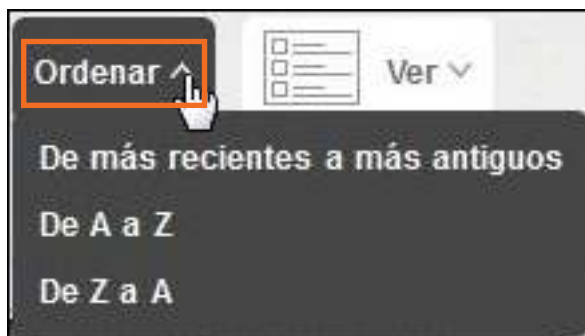 Ordenar Ver
De más recientes a más antiguos
De A a Z
De Z a A